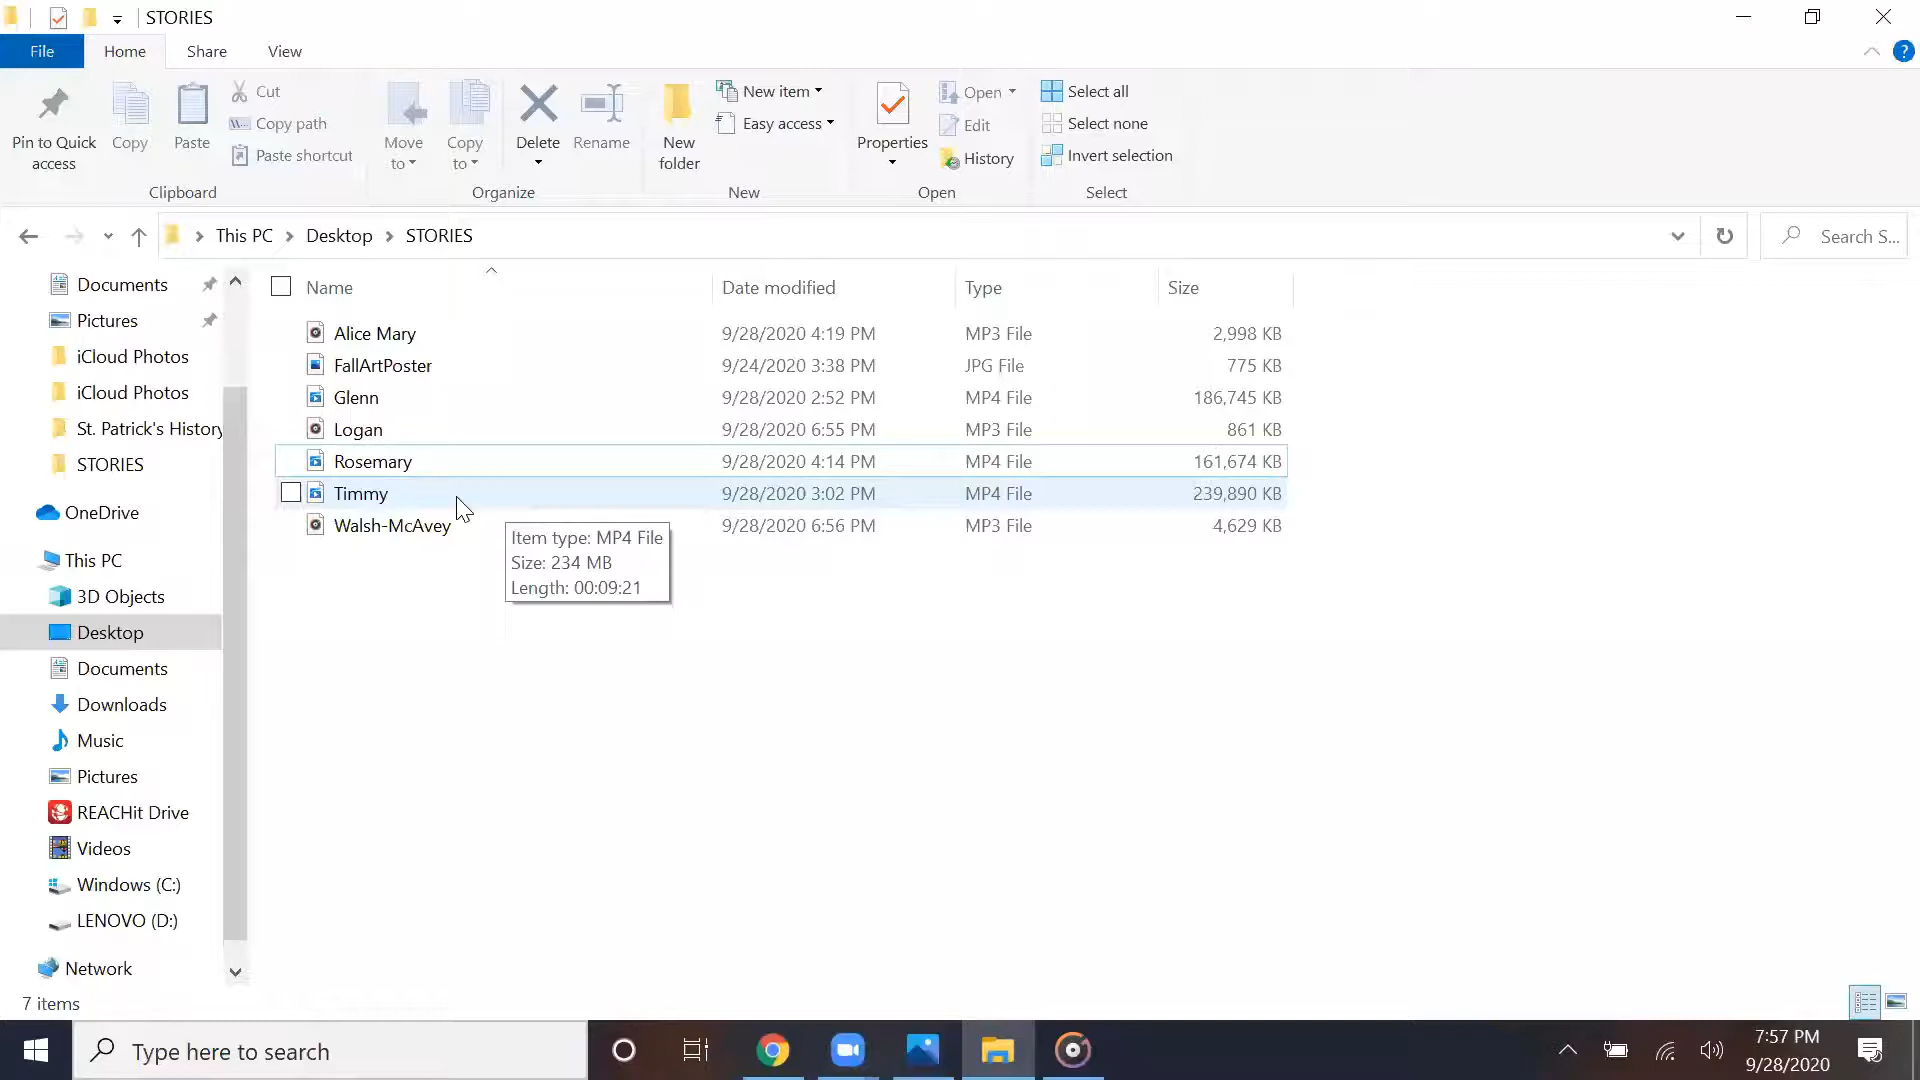 STORIES
File Home Share View
Pin to Quick access
Copy
Paste
Cut
Copy path
Paste shortcut
Clipboard
Move to
Copy to
Delete
Rename
Organize
New folder
New item
Easy access
New
Properties
Open
Edit
History
Open
Select all
Select none
Invert selection
Select
This PC Desktop STORIES
Search S...
Documents
Pictures
iCloud Photos
iCloud Photos
St. Patrick's History
STORIES
OneDrive
This PC
3D Objects
Desktop
Documents
Downloads
Music
Pictures
REACHit Drive
Videos
Windows (C:)
LENOVO (D:)
Network
Name Date modified Type Size
Alice Mary 9/28/2020 4:19 PM MP3 File 2,998 KB
FallArtPoster 9/24/2020 3:38 PM JPG File 775 KB
Glenn 9/28/2020 2:52 PM MP4 File 186,745 KB
Logan 9/28/2020 6:55 PM MP3 File 861 KB
Rosemary 9/28/2020 4:14 PM MP4 File 161,674 KB
Timmy 9/28/2020 3:02 PM MP4 File 239,890 KB
Walsh-McAvey 9/28/2020 6:56 PM MP3 File 4,629 KB
Item type: MP4 File
Size: 234 MB
Length: 00:09:21
7 items
Type here to search
7:57 PM
9/28/2020